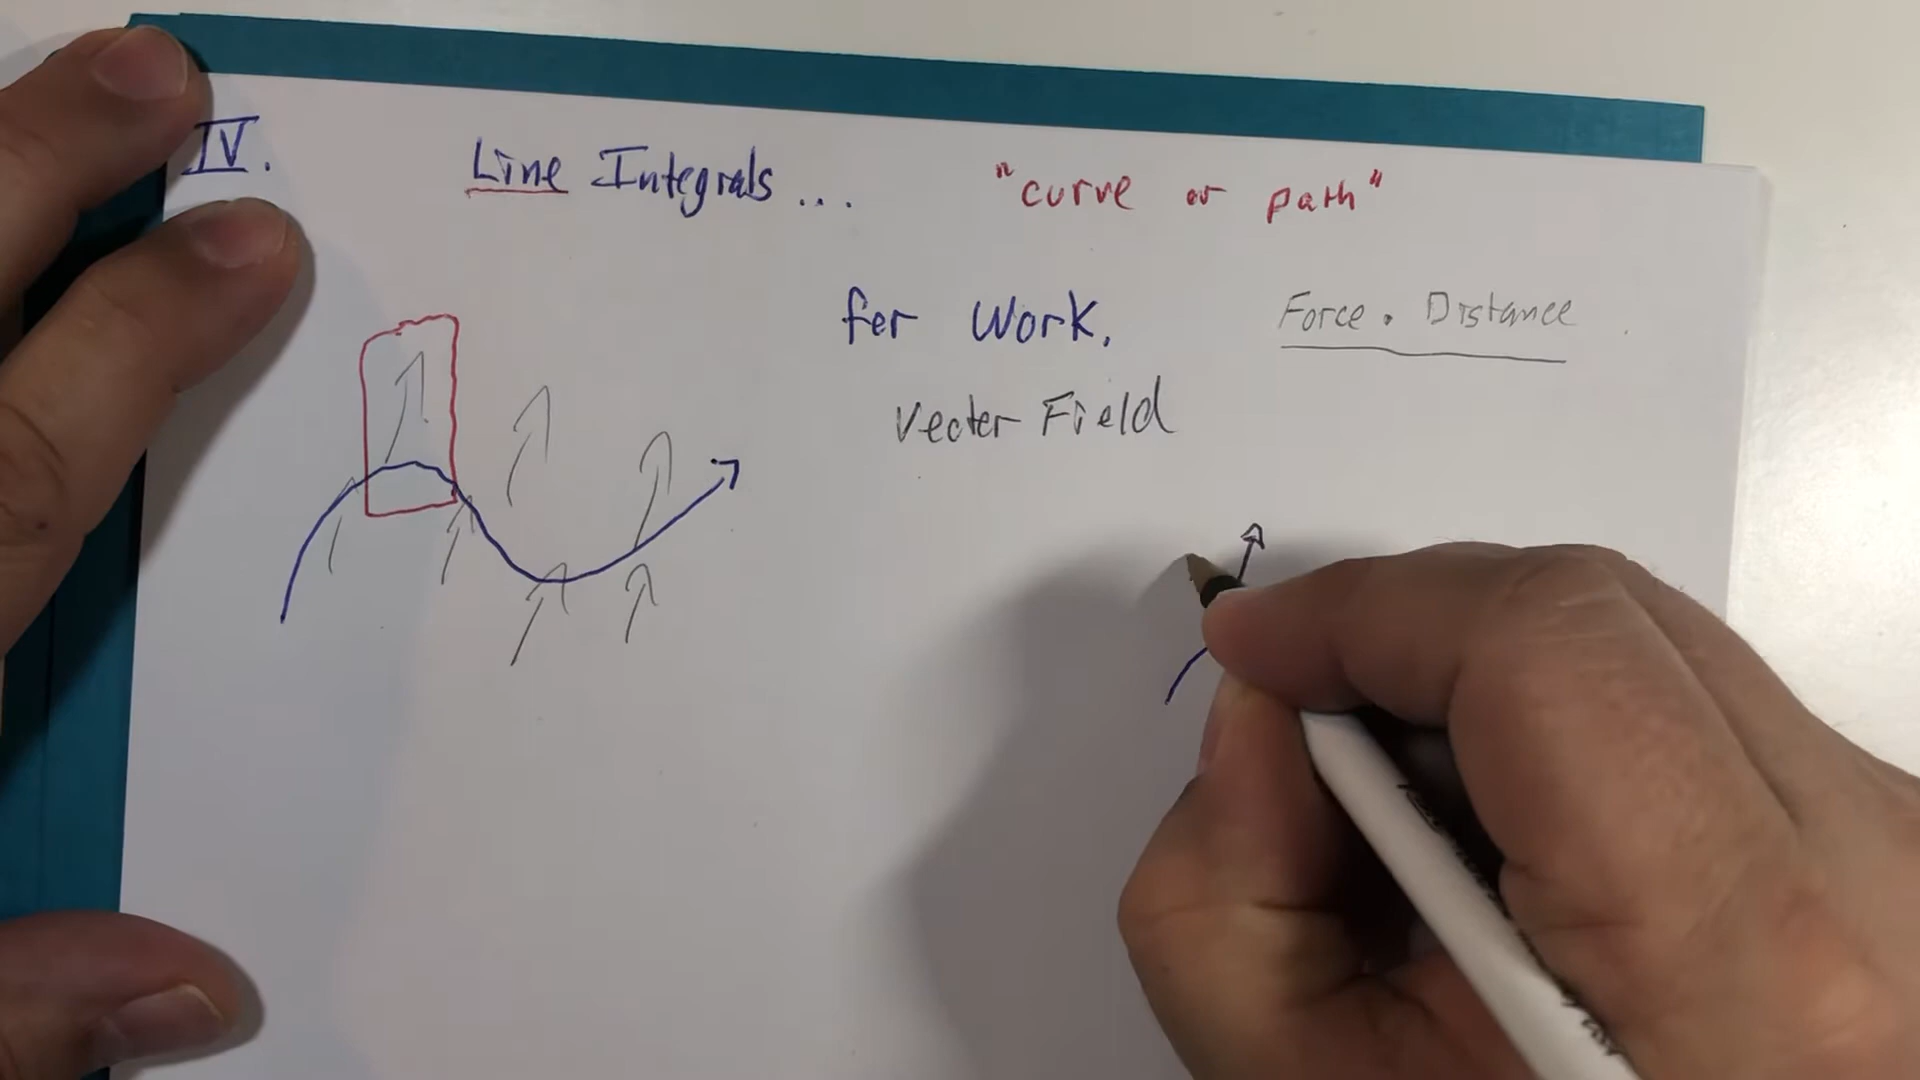 IV. Line Integrals ... "curve or path"
for Work. Force · Distance
Vector Field